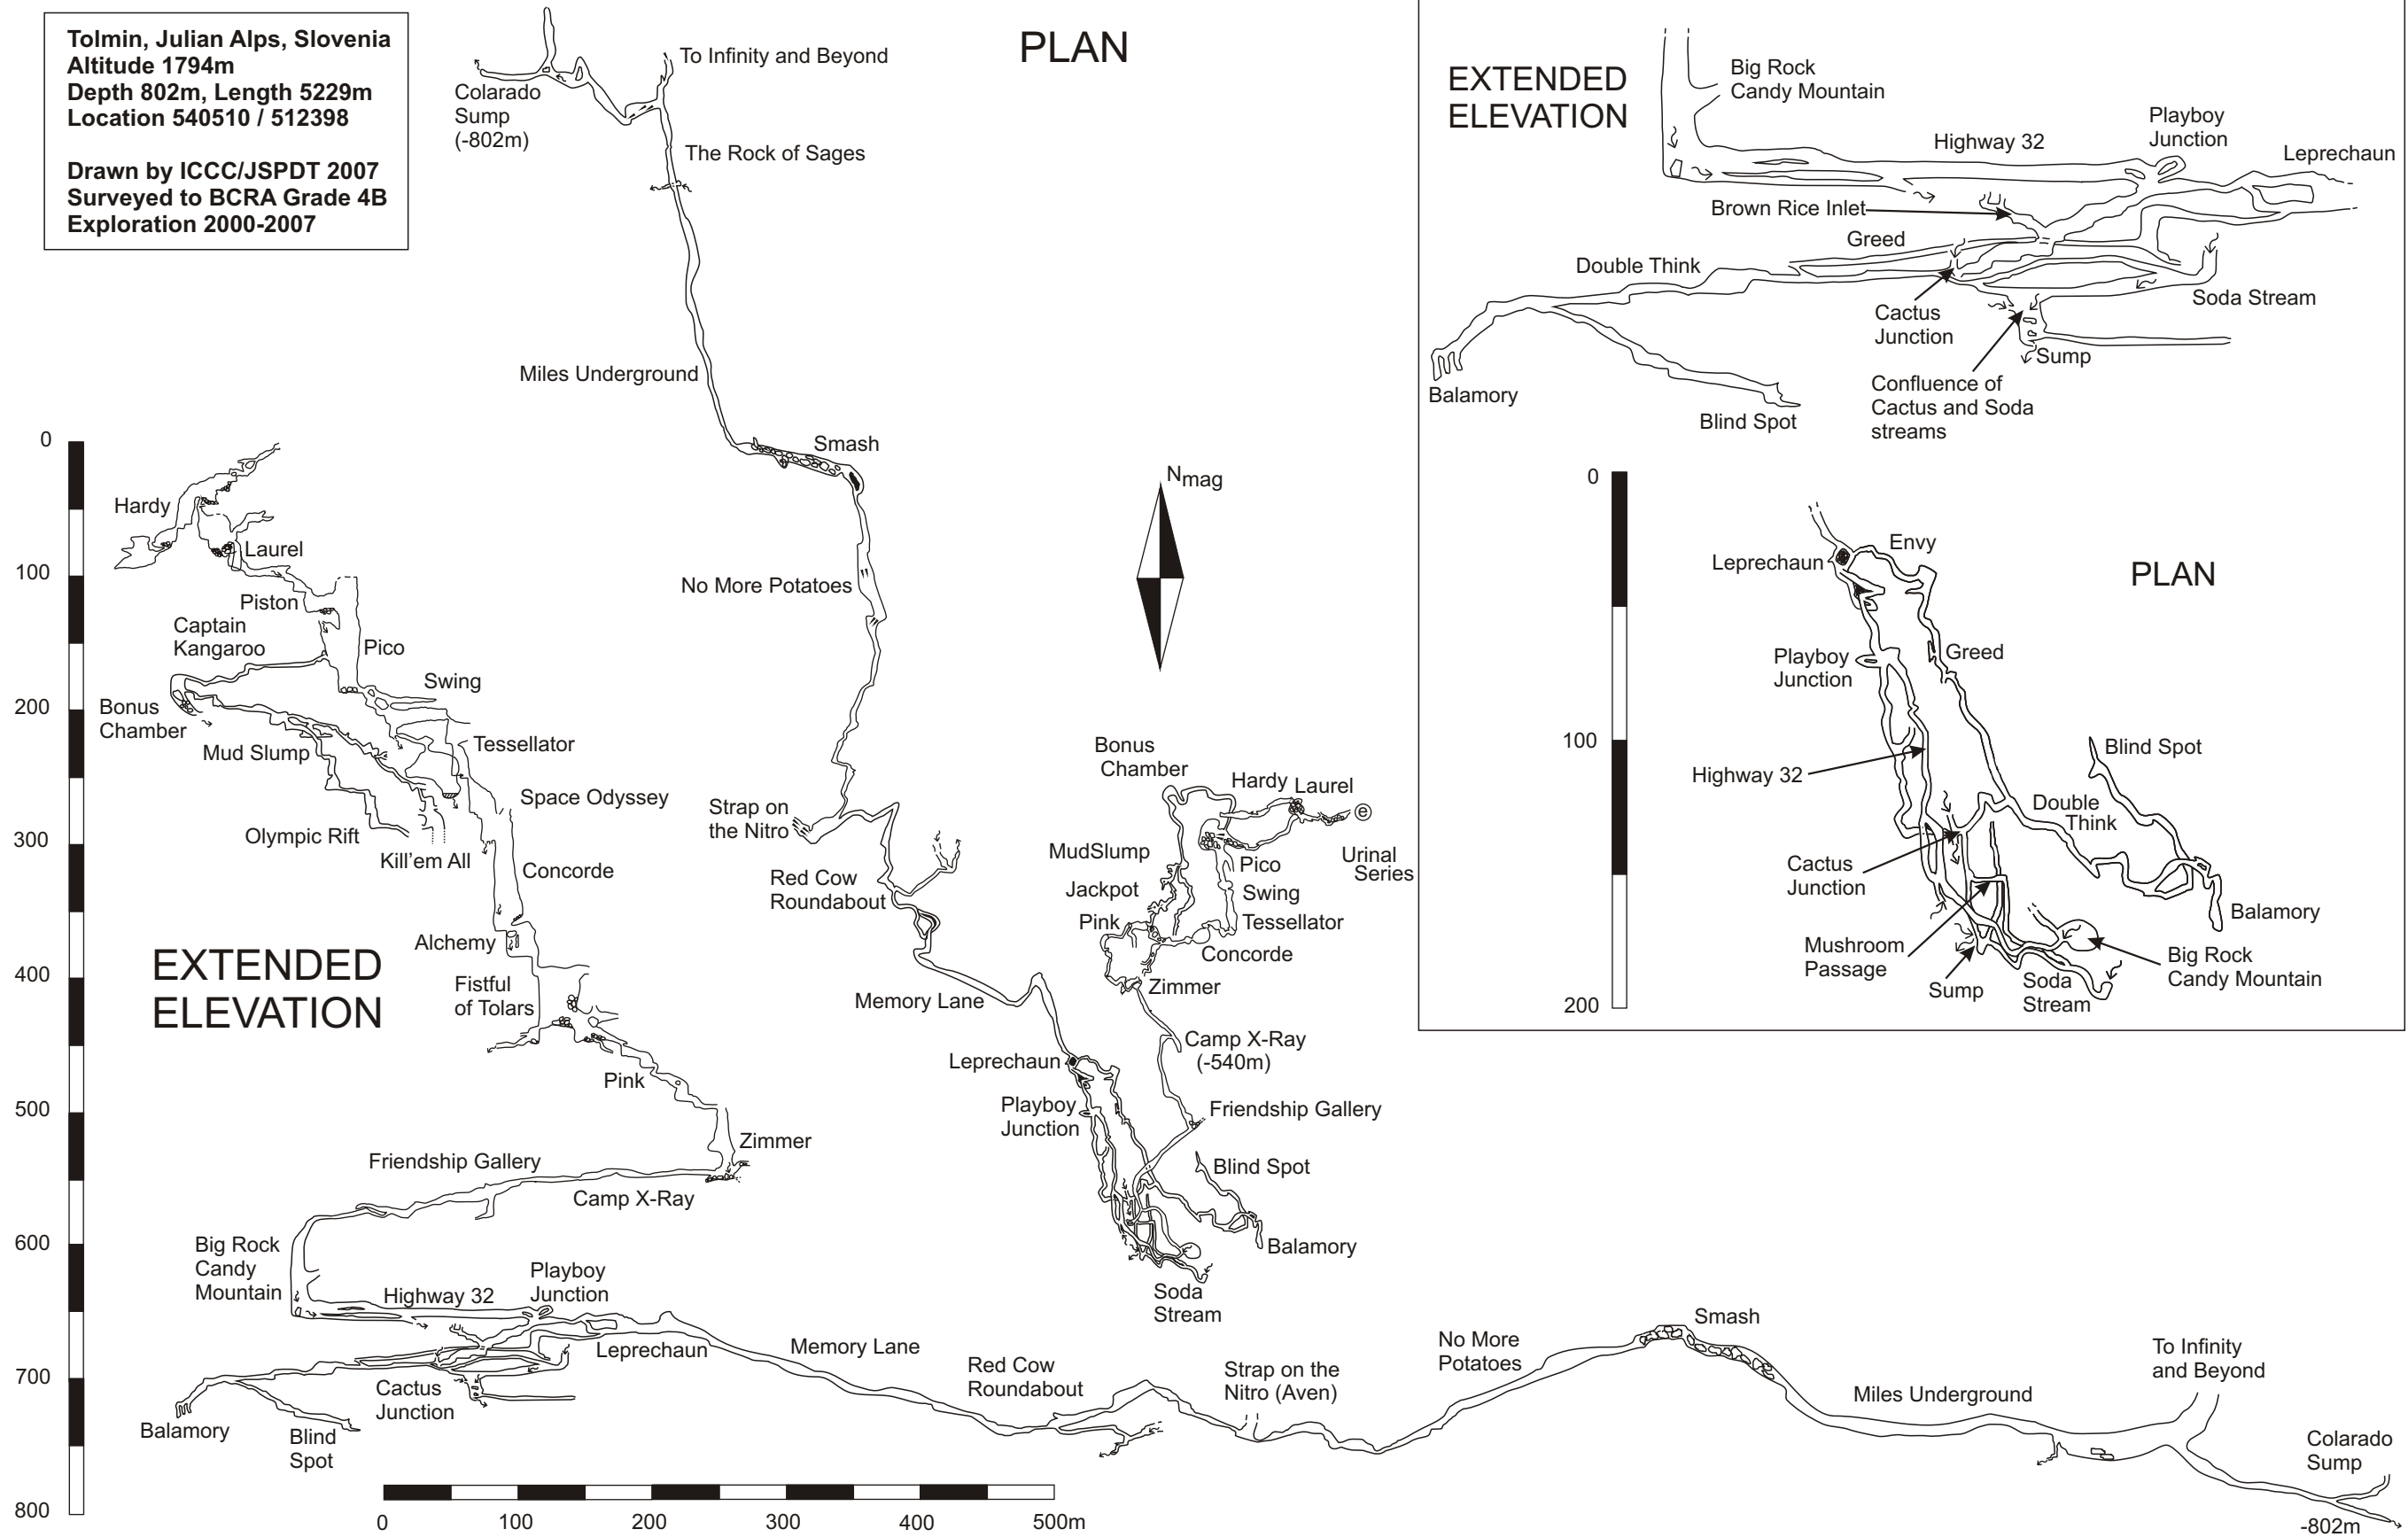 Tolmin, Julian Alps, Slovenia
Altitude 1794m
Depth 802m, Length 5229m
Location 540510 / 512398
Drawn by ICCC/JSPDT 2007
Surveyed to BCRA Grade 4B
Exploration 2000-2007
PLAN
To Infinity and Beyond
Colarado
Sump
(-802m)
The Rock of Sages
Miles Underground
Smash
No More Potatoes
Nmag
Strap on
the Nitro
Red Cow
Roundabout
Memory Lane
Leprechaun
Playboy
Junction
Bonus
Chamber
Hardy
Laurel
e
Urinal
Series
MudSlump
Pico
Jackpot
Swing
Pink
Tessellator
Concorde
Zimmer
Camp X-Ray
(-540m)
Friendship Gallery
Blind Spot
Balamory
Soda
Stream
EXTENDED
ELEVATION
Big Rock
Candy Mountain
Highway 32
Playboy
Junction
Leprechaun
Brown Rice Inlet
Greed
Double Think
Cactus
Junction
Soda Stream
Sump
Confluence of
Cactus and Soda
streams
Balamory
Blind Spot
0
100
200
PLAN
Leprechaun
Envy
Greed
Playboy
Junction
Highway 32
Blind Spot
Double
Think
Cactus
Junction
Balamory
Mushroom
Passage
Sump
Soda
Stream
Big Rock
Candy Mountain
0
100
200
300
400
500
600
700
800
Hardy
Laurel
Piston
Captain
Kangaroo
Pico
Swing
Bonus
Chamber
Mud Slump
Tessellator
Space Odyssey
Olympic Rift
Kill'em All
Concorde
Alchemy
EXTENDED
ELEVATION
Fistful
of Tolars
Pink
Zimmer
Friendship Gallery
Camp X-Ray
Big Rock
Candy
Mountain
Highway 32
Playboy
Junction
Leprechaun
Memory Lane
Cactus
Junction
Balamory
Blind
Spot
Red Cow
Roundabout
Strap on the
Nitro (Aven)
No More
Potatoes
Smash
Miles Underground
To Infinity
and Beyond
Colarado
Sump
-802m
0
100
200
300
400
500m